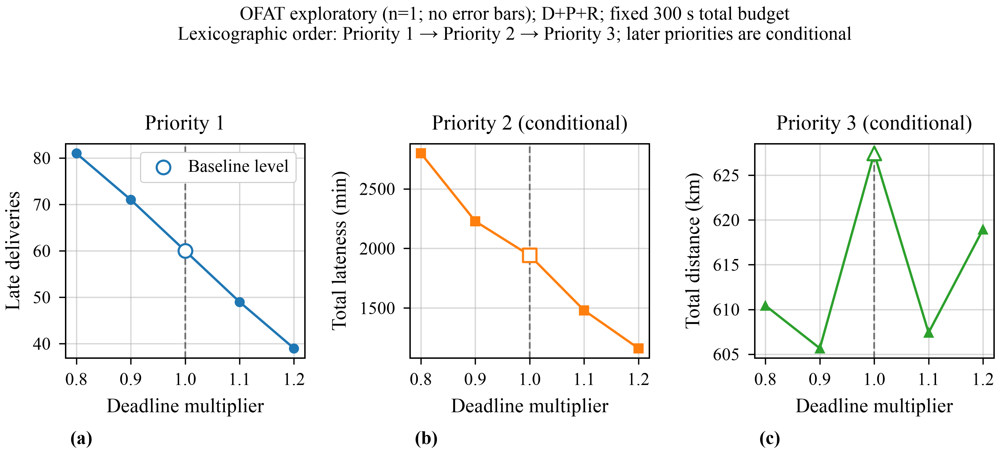 OFAT exploratory (n=1; no error bars); D+P+R; fixed 300 s total budget
Lexicographic order: Priority 1 → Priority 2 → Priority 3; later priorities are conditional
Priority 1
Late deliveries
80
70
60
50
40
Baseline level
0.8 0.9 1.0 1.1 1.2
Deadline multiplier
(a)
Priority 2 (conditional)
Total lateness (min)
2500
2000
1500
0.8 0.9 1.0 1.1 1.2
Deadline multiplier
(b)
Priority 3 (conditional)
Total distance (km)
625
620
615
610
605
0.8 0.9 1.0 1.1 1.2
Deadline multiplier
(c)